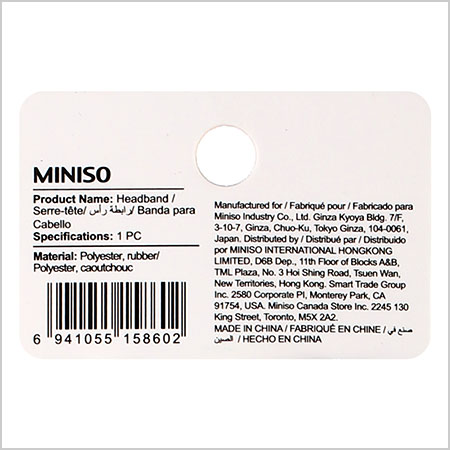 MINISO
Product Name: Headband /
Serre-tête/ رابطة رأس/ Banda para
Cabello
Specifications: 1 PC
Material: Polyester, rubber/
Polyester, caoutchouc
6 941055 158602
Manufactured for / Fabriqué pour / Fabricado para
Miniso Industry Co., Ltd. Ginza Kyoya Bldg. 7/F,
3-10-7, Ginza, Chuo-Ku, Tokyo Ginza, 104-0061,
Japan. Distributed by / Distribué par / Distribuido
por MINISO INTERNATIONAL HONGKONG
LIMITED, D6B Dep., 11th Floor of Blocks A&B,
TML Plaza, No. 3 Hoi Shing Road, Tsuen Wan,
New Territories, Hong Kong. Smart Trade Group
Inc. 2580 Corporate Pl, Monterey Park, CA
91754, USA. Miniso Canada Store Inc. 2245 130
King Street, Toronto, M5X 2A2.
MADE IN CHINA / FABRIQUÉ EN CHINE / صنع في
الصين / HECHO EN CHINA